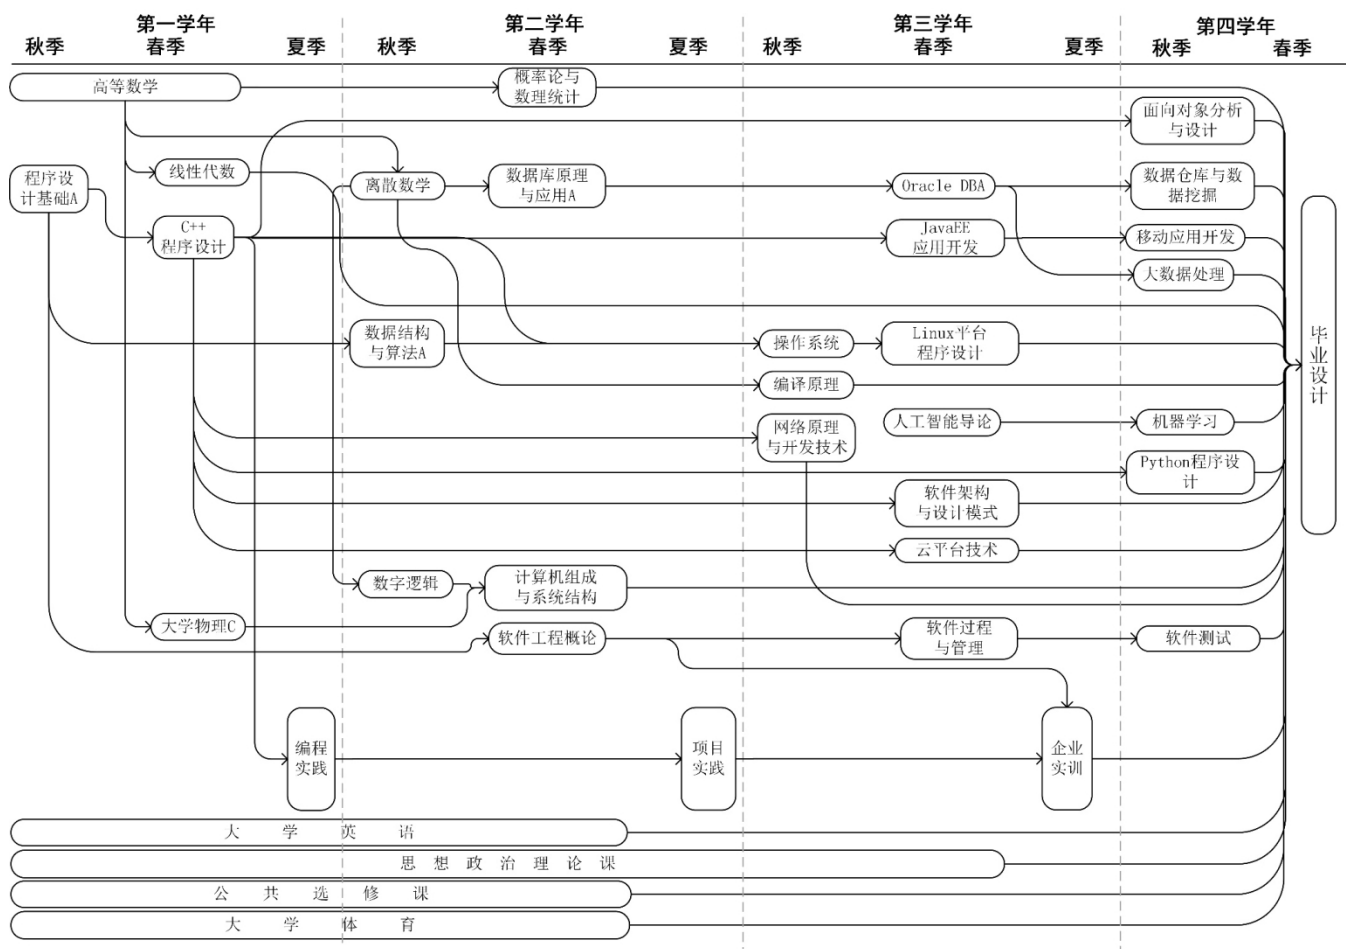 第一学年
第二学年
第三学年
第四学年
秋季
春季
夏季
秋季
春季
夏季
秋季
春季
夏季
秋季
春季
高等数学
概率论与
数理统计
面向对象分析
与设计
程序设
计基础A
线性代数
离散数学
数据库原理
与应用A
Oracle DBA
数据仓库与数
据挖掘
C++
程序设计
JavaEE
应用开发
移动应用开发
大数据处理
数据结构
与算法A
操作系统
Linux平台
程序设计
毕业设计
编译原理
网络原理
与开发技术
人工智能导论
机器学习
Python程序设
计
软件架构
与设计模式
云平台技术
数字逻辑
计算机组成
与系统结构
大学物理C
软件工程概论
软件过程
与管理
软件测试
编程
实践
项目
实践
企业
实训
大学英语
思想政治理论课
公共选修课
大学体育